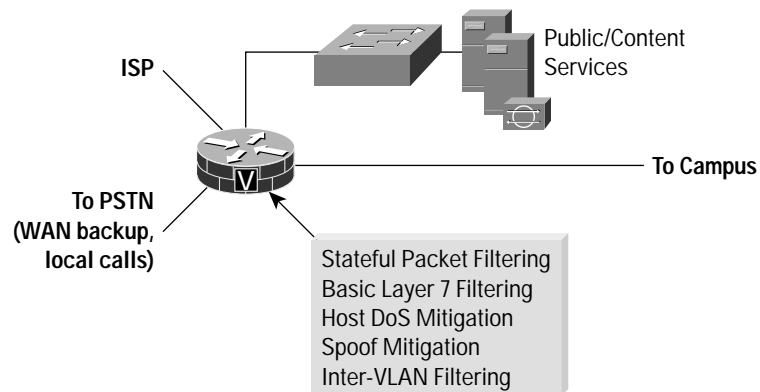 Public/Content
Services
ISP
To Campus
V
To PSTN
(WAN backup,
local calls)
Stateful Packet Filtering
Basic Layer 7 Filtering
Host DoS Mitigation
Spoof Mitigation
Inter-VLAN Filtering